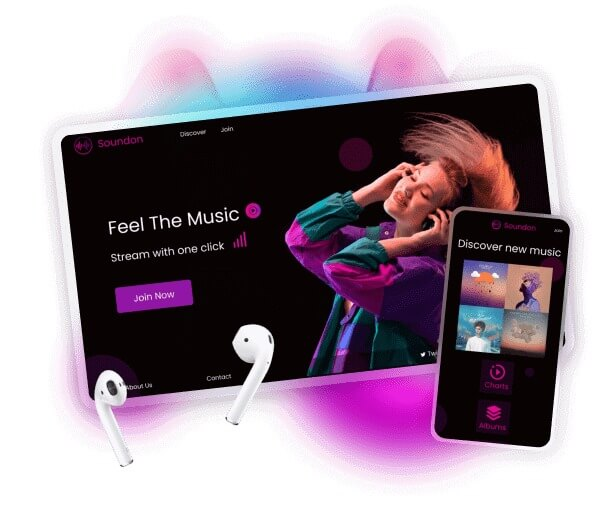 Soundon
Discover Join
Feel The Music
Stream with one click
Join Now
About Us
Contact
Twi
Soundon
Join
Discover new music
Charts
Albums